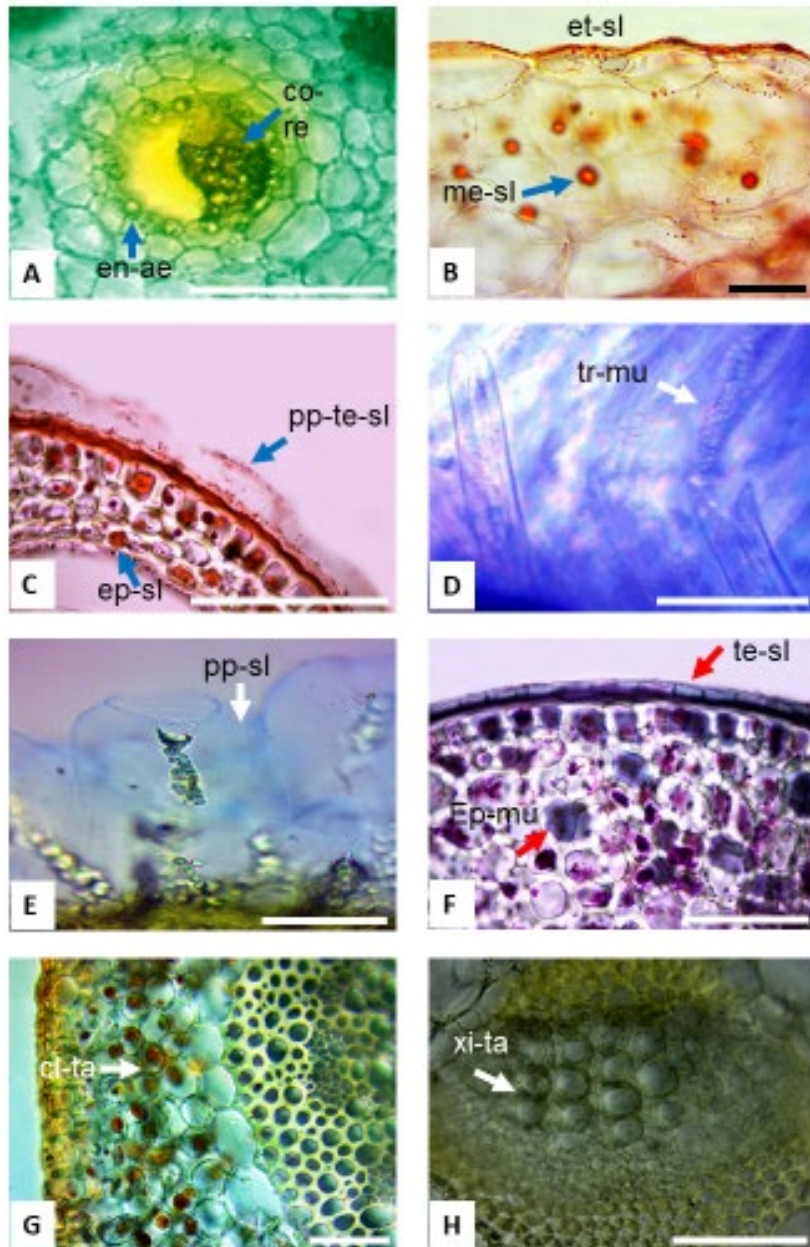 co-
re
en-ae
A
et-sl
me-sl
B
pp-te-sl
ep-sl
C
tr-mu
D
pp-sl
E
te-sl
Ep-mu
F
cl-ta
G
xi-ta
H